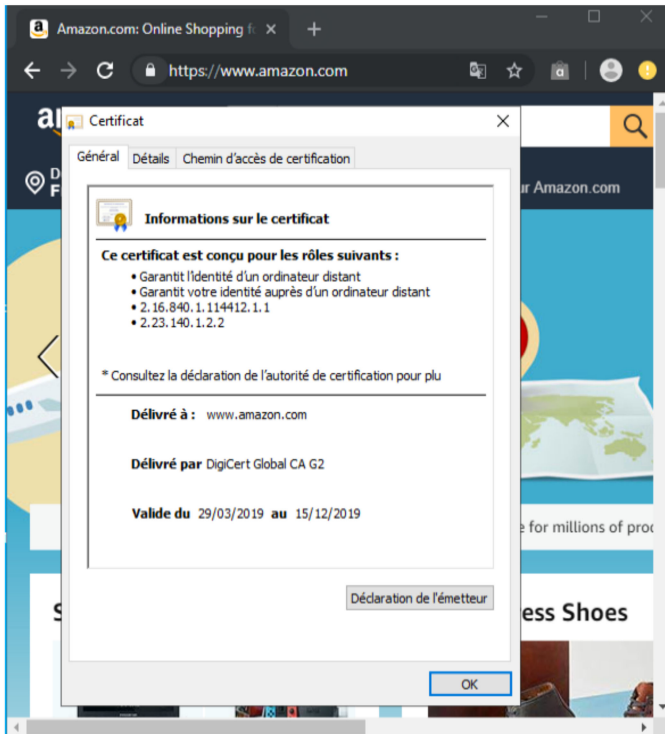 a Amazon.com: Online Shopping f
https://www.amazon.com
a
Certificat
Général Détails Chemin d'accès de certification
ur Amazon.com
Informations sur le certificat
Ce certificat est conçu pour les rôles suivants :
• Garantit l'identité d'un ordinateur distant
• Garantit votre identité auprès d'un ordinateur distant
• 2.16.840.1.114412.1.1
• 2.23.140.1.2.2
* Consultez la déclaration de l'autorité de certification pour plu
Délivré à : www.amazon.com
Délivré par DigiCert Global CA G2
Valide du 29/03/2019 au 15/12/2019
e for millions of prod
Déclaration de l'émetteur
S
ess Shoes
OK